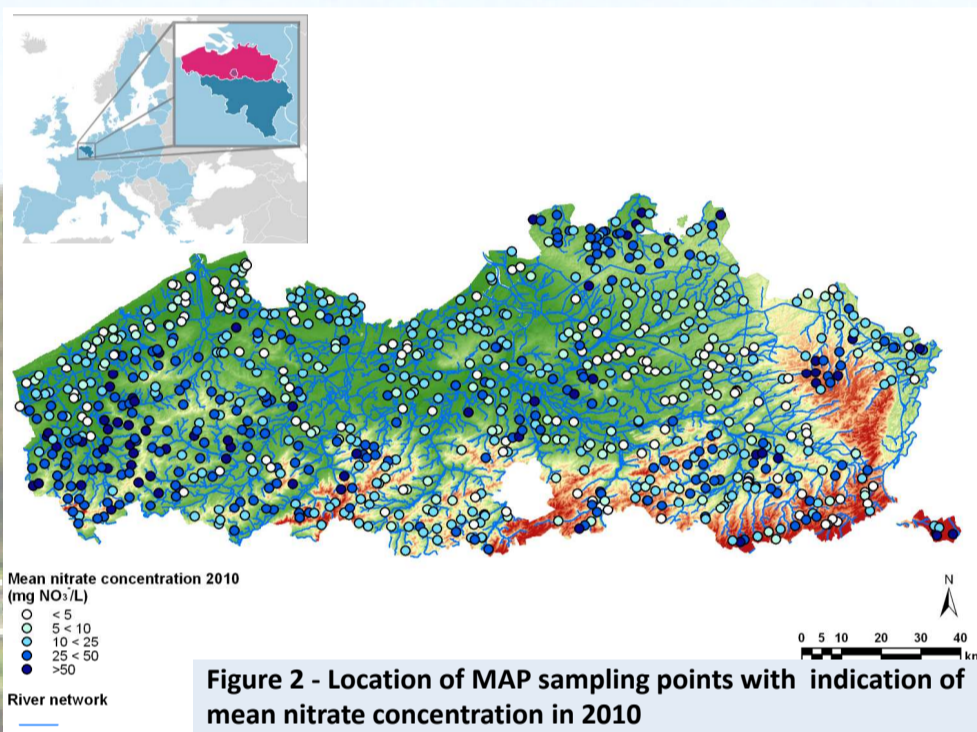 Mean nitrate concentration 2010
(mg NO₃⁻/L)
< 5
5 < 10
10 < 25
25 < 50
>50
River network
N
0 5 10 20 30 40
km
Figure 2 - Location of MAP sampling points with indication of
mean nitrate concentration in 2010